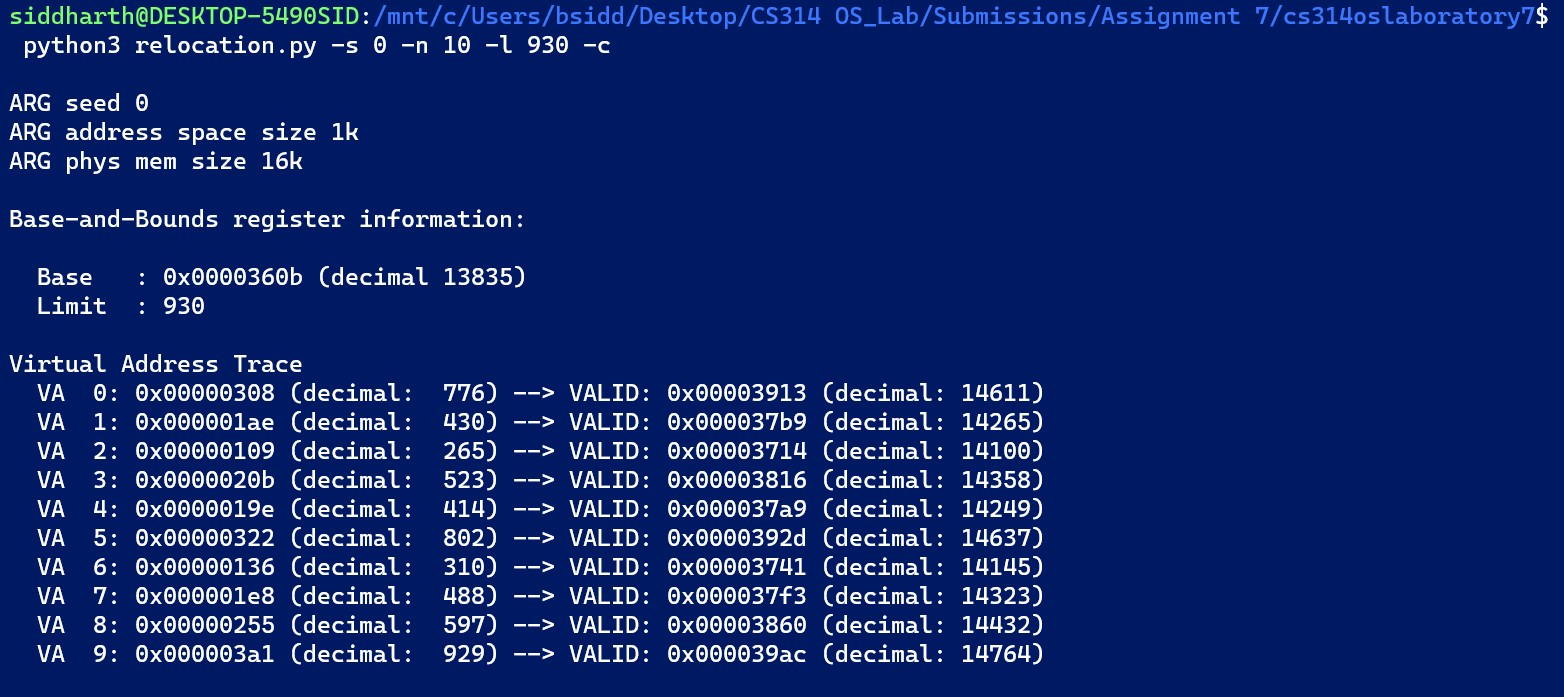 siddharth@DESKTOP-5490SID:/mnt/c/Users/bsidd/Desktop/CS314 OS_Lab/Submissions/Assignment 7/cs314oslaboratory7$
python3 relocation.py -s 0 -n 10 -l 930 -c
ARG seed 0
ARG address space size 1k
ARG phys mem size 16k
Base-and-Bounds register information:
Base   : 0x0000360b (decimal 13835)
Limit  : 930
Virtual Address Trace
VA  0: 0x00000308 (decimal:  776) --> VALID: 0x00003913 (decimal: 14611)
VA  1: 0x000001ae (decimal:  430) --> VALID: 0x000037b9 (decimal: 14265)
VA  2: 0x00000109 (decimal:  265) --> VALID: 0x00003714 (decimal: 14100)
VA  3: 0x0000020b (decimal:  523) --> VALID: 0x00003816 (decimal: 14358)
VA  4: 0x0000019e (decimal:  414) --> VALID: 0x000037a9 (decimal: 14249)
VA  5: 0x00000322 (decimal:  802) --> VALID: 0x0000392d (decimal: 14637)
VA  6: 0x00000136 (decimal:  310) --> VALID: 0x00003741 (decimal: 14145)
VA  7: 0x000001e8 (decimal:  488) --> VALID: 0x000037f3 (decimal: 14323)
VA  8: 0x00000255 (decimal:  597) --> VALID: 0x00003860 (decimal: 14432)
VA  9: 0x000003a1 (decimal:  929) --> VALID: 0x000039ac (decimal: 14764)